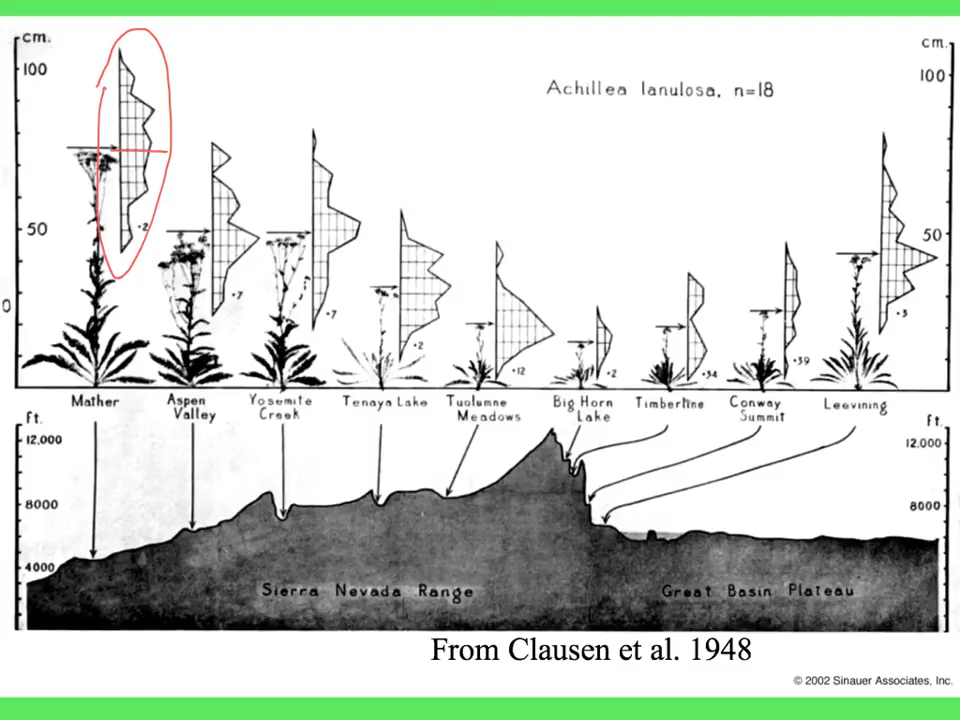 cm.
cm.
100
100
Achillea lanulosa, n=18
·2
50
50
·7
·7
·2
·12
·2
·34
·39
·3
Mather
Aspen
Valley
Yosemite
Creek
Tenaya Lake
Tuolumne
Meadows
Big Horn
Lake
Timberline
Conway
Summit
Leevining
Ft.
Ft.
12,000
12,000
8000
8000
4000
Sierra Nevada Range
Great Basin Plateau
From Clausen et al. 1948
© 2002 Sinauer Associates, Inc.